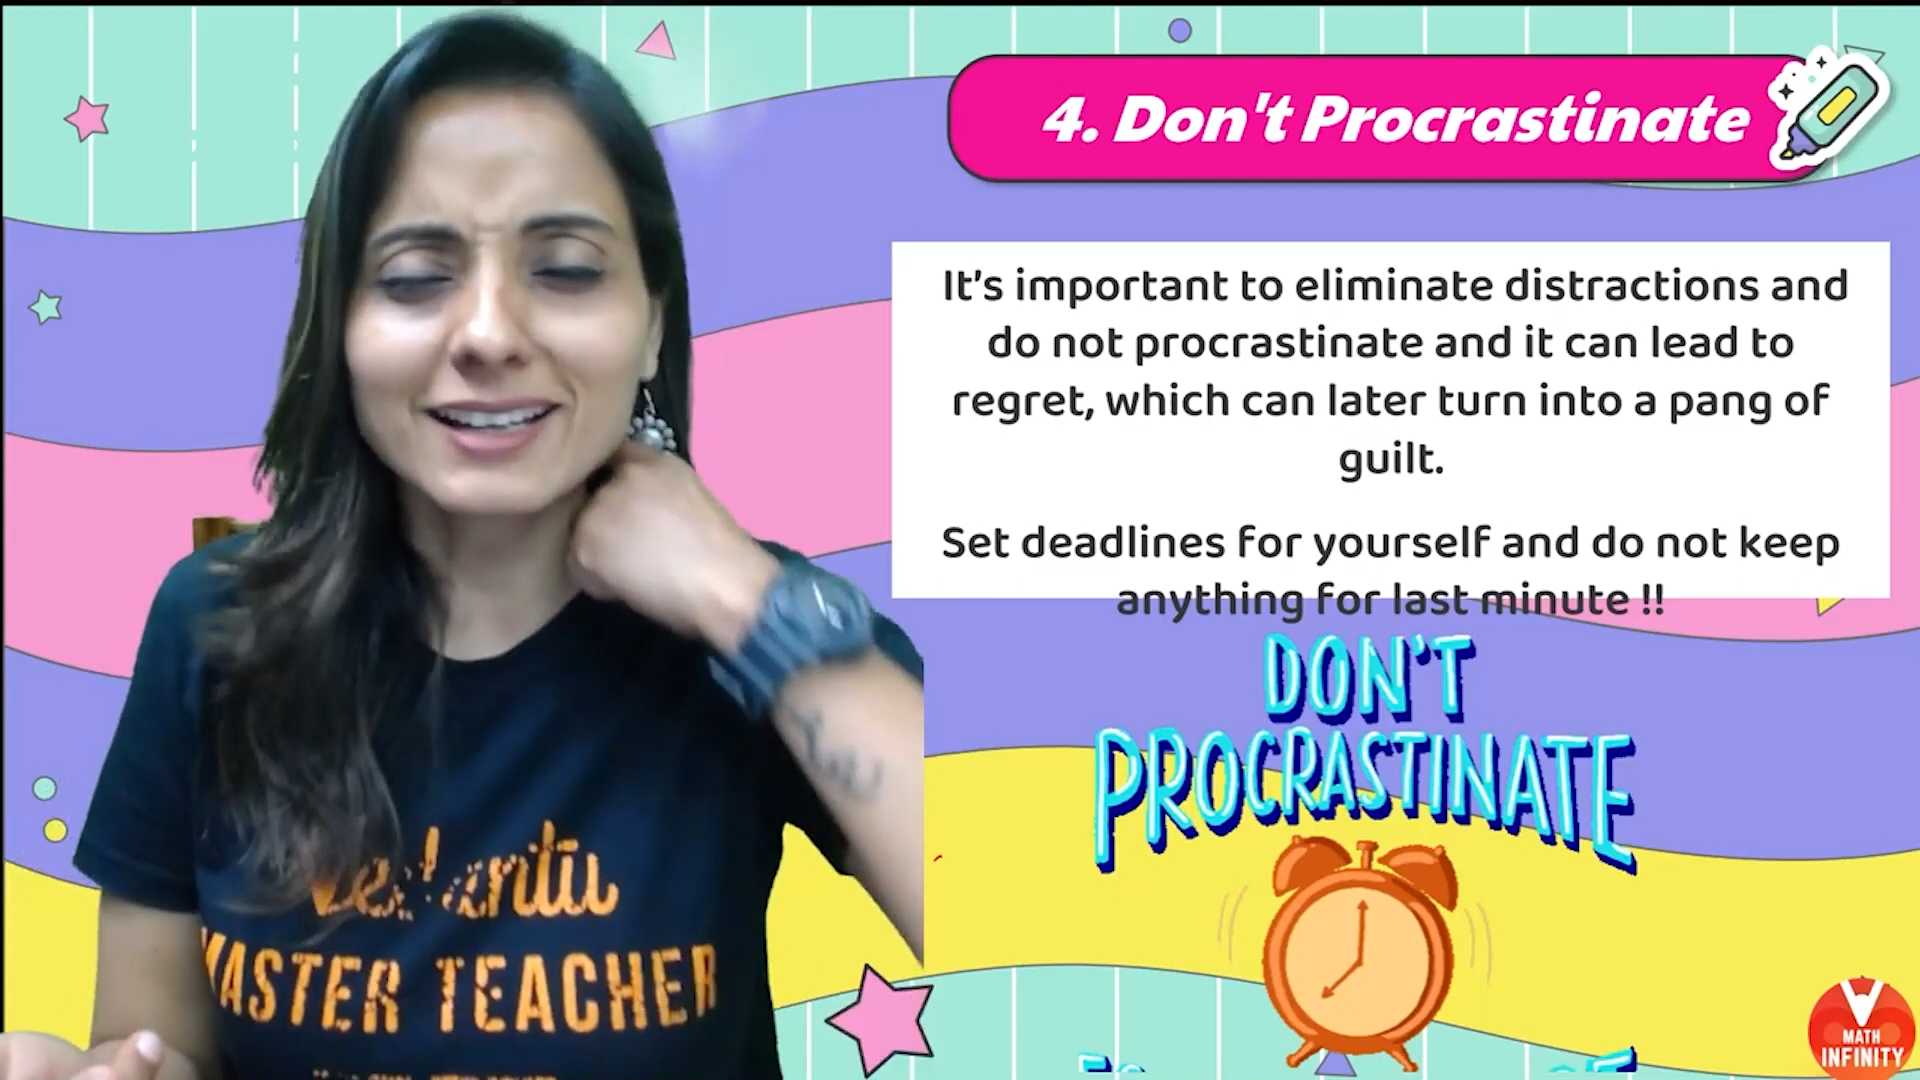 4. Don't Procrastinate
It's important to eliminate distractions and
do not procrastinate and it can lead to
regret, which can later turn into a pang of
guilt.
Set deadlines for yourself and do not keep
anything for last minute !!
DON'T
PROCRASTINATE
MASTER TEACHER
MATH
INFINITY